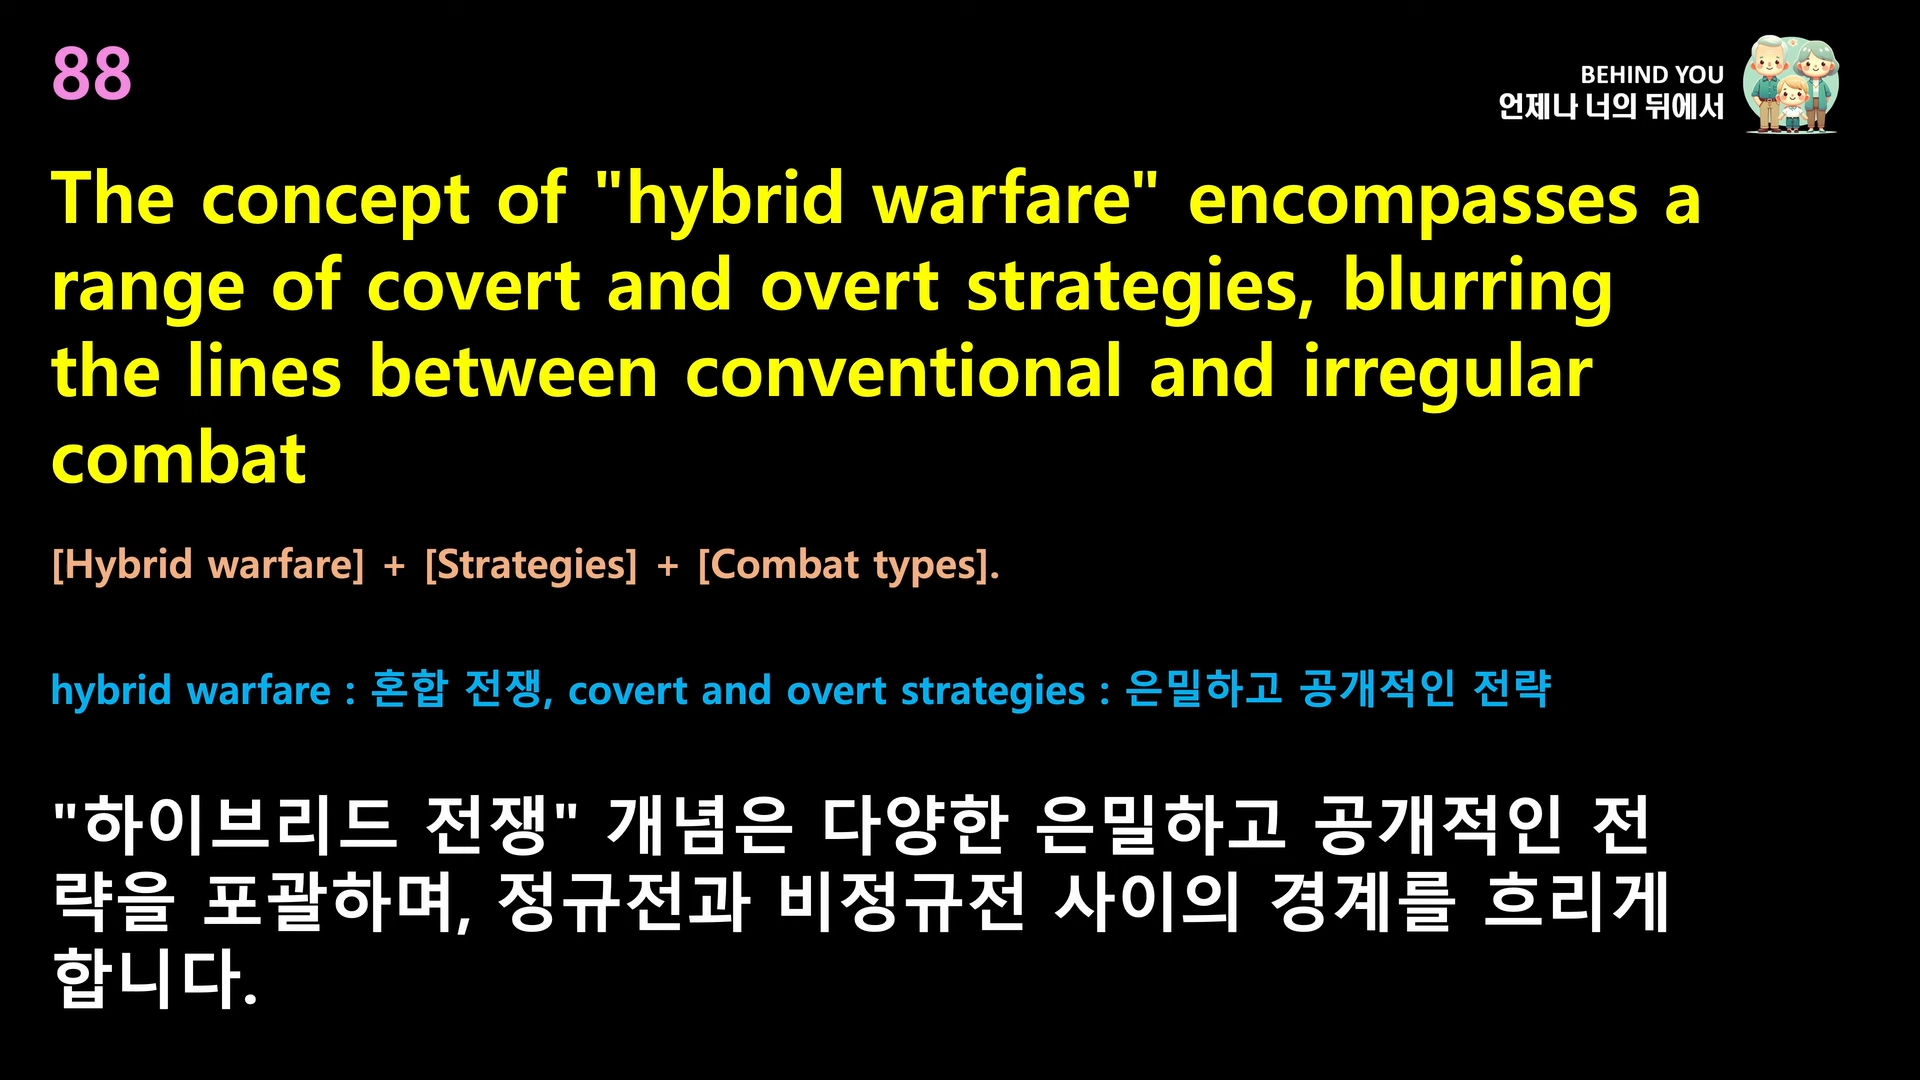 88
BEHIND YOU
언제나 너의 뒤에서
The concept of "hybrid warfare" encompasses a
range of covert and overt strategies, blurring
the lines between conventional and irregular
combat
[Hybrid warfare] + [Strategies] + [Combat types].
hybrid warfare : 혼합 전쟁, covert and overt strategies : 은밀하고 공개적인 전략
"하이브리드 전쟁" 개념은 다양한 은밀하고 공개적인 전
략을 포괄하며, 정규전과 비정규전 사이의 경계를 흐리게
합니다.